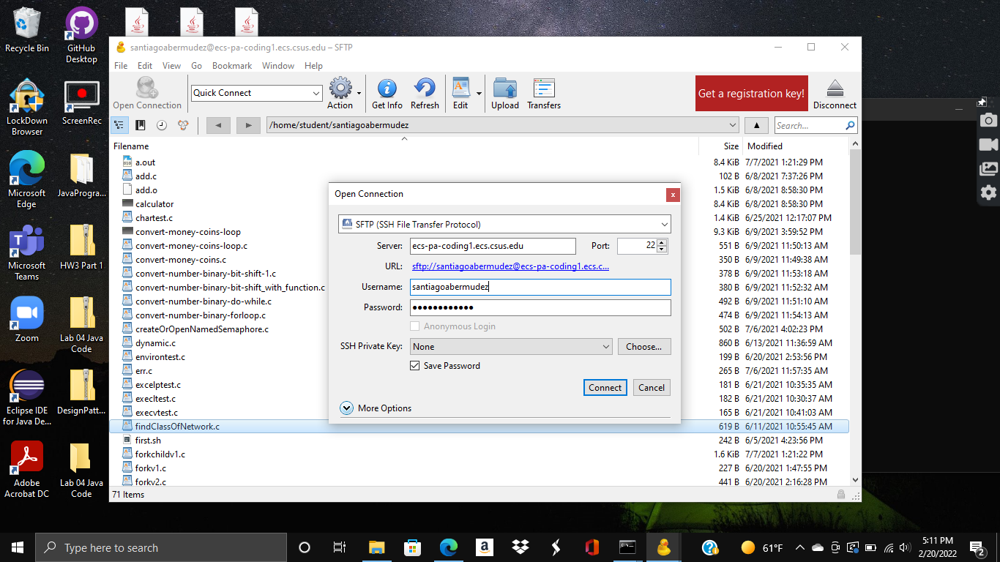 Recycle Bin
GitHub Desktop
LockDown Browser
ScreenRec
Microsoft Edge
JavaProgra...
Microsoft Teams
HW3 Part 1
Zoom
Lab 04 Java Code
Eclipse IDE for Java De...
DesignPatt...
Adobe Acrobat DC
Lab 04 Java Code
santiagoabermudez@ecs-pa-coding1.ecs.csus.edu – SFTP
File Edit View Go Bookmark Window Help
Open Connection
Quick Connect
Action
Get Info
Refresh
Edit
Upload
Transfers
Get a registration key!
Disconnect
/home/student/santiagoabermudez
Search...
Filename Size Modified
a.out 8.4 KiB 7/7/2021 1:21:29 PM
add.c 102 B 6/8/2021 7:37:26 PM
add.o 1.5 KiB 6/8/2021 8:58:30 PM
calculator 8.4 KiB 6/8/2021 8:58:30 PM
chartest.c 1.4 KiB 6/25/2021 12:17:07 PM
convert-money-coins-loop 9.3 KiB 6/9/2021 3:59:52 PM
convert-money-coins-loop.c 551 B 6/9/2021 11:50:13 AM
convert-money-coins.c 350 B 6/9/2021 11:49:38 AM
convert-number-binary-bit-shift-1.c 378 B 6/9/2021 11:53:18 AM
convert-number-binary-bit-shift_with_function.c 380 B 6/9/2021 11:52:32 AM
convert-number-binary-do-while.c 492 B 6/9/2021 11:51:10 AM
convert-number-binary-forloop.c 474 B 6/9/2021 11:54:13 AM
createOrOpenNamedSemaphore.c 502 B 7/6/2021 4:02:23 PM
dynamic.c 860 B 6/13/2021 11:36:59 AM
environtest.c 199 B 6/20/2021 2:53:56 PM
err.c 265 B 7/6/2021 11:57:35 AM
excelptest.c 181 B 6/21/2021 10:35:35 AM
execltest.c 182 B 6/21/2021 10:30:37 AM
execvtest.c 165 B 6/21/2021 10:41:03 AM
findClassOfNetwork.c 619 B 6/11/2021 10:55:45 AM
first.sh 242 B 6/5/2021 4:23:56 PM
forkchildv1.c 1.6 KiB 7/7/2021 1:21:22 PM
forkv1.c 227 B 6/20/2021 1:47:55 PM
forkv2.c 441 B 6/20/2021 2:16:28 PM
71 Items
Open Connection
x
SFTP (SSH File Transfer Protocol)
Server: ecs-pa-coding1.ecs.csus.edu Port: 22
URL: sftp://santiagoabermudez@ecs-pa-coding1.ecs.c...
Username: santiagoabermudez
Password: ●●●●●●●●●●●●
Anonymous Login
SSH Private Key: None Choose...
Save Password
Connect Cancel
More Options
Type here to search
61°F
5:11 PM
2/20/2022
2